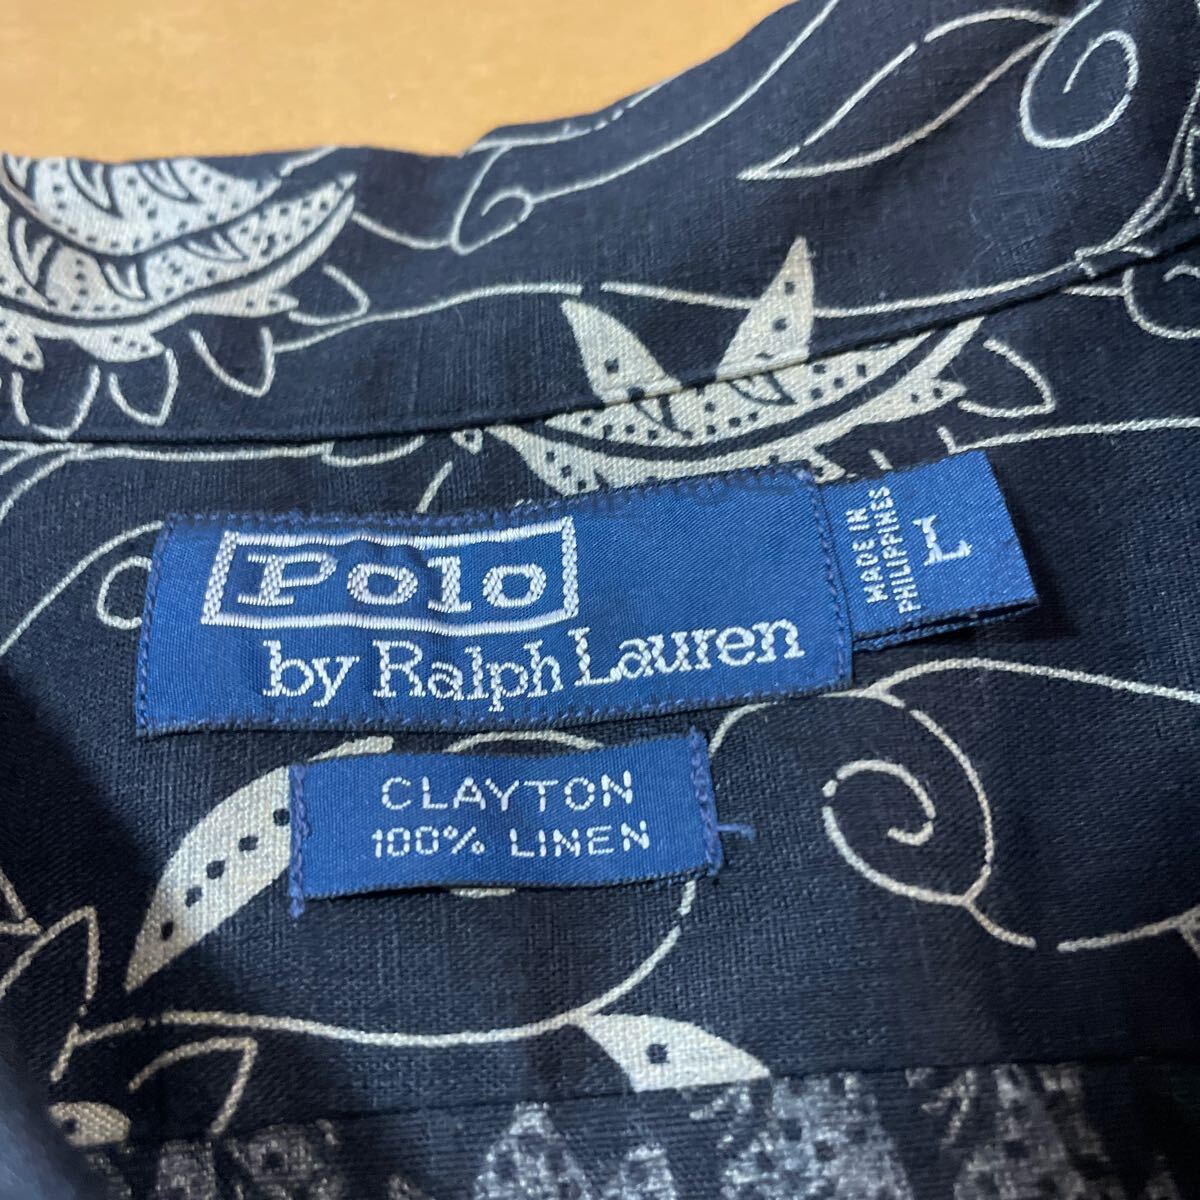 Polo
by Ralph Lauren
MADE IN
PHILIPPINES
L
CLAYTON
100% LINEN